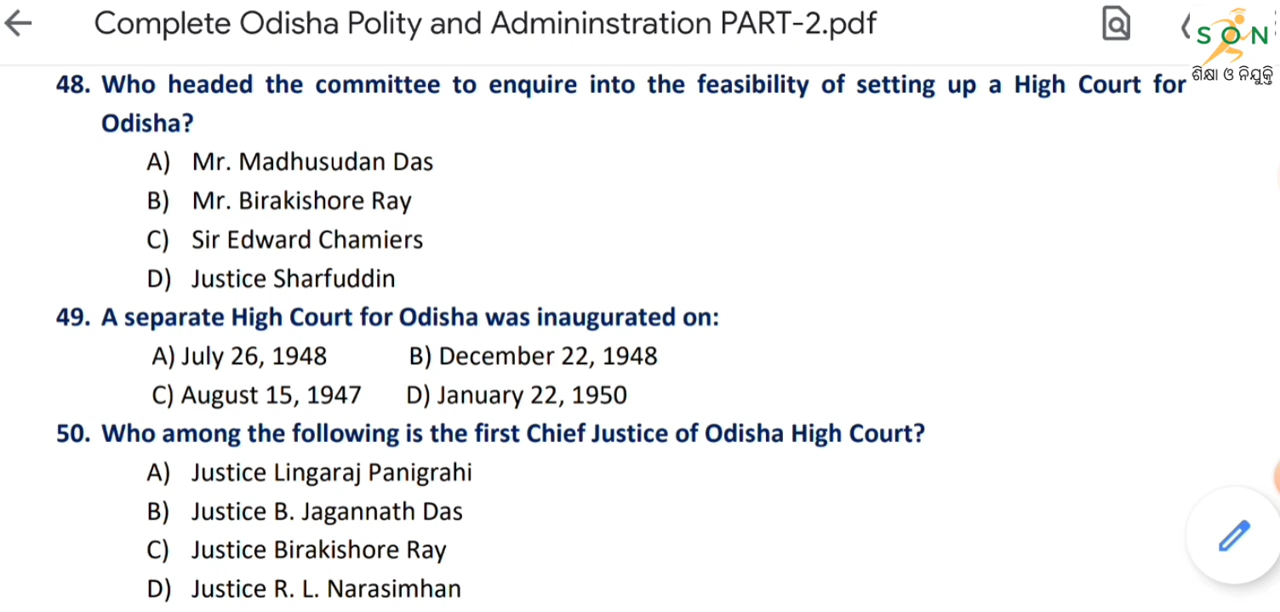 Complete Odisha Polity and Admininstration PART-2.pdf
SON
ଶିକ୍ଷା ଓ ନିଯୁକ୍ତି
48. Who headed the committee to enquire into the feasibility of setting up a High Court for
Odisha?
A) Mr. Madhusudan Das
B) Mr. Birakishore Ray
C) Sir Edward Chamiers
D) Justice Sharfuddin
49. A separate High Court for Odisha was inaugurated on:
A) July 26, 1948 B) December 22, 1948
C) August 15, 1947 D) January 22, 1950
50. Who among the following is the first Chief Justice of Odisha High Court?
A) Justice Lingaraj Panigrahi
B) Justice B. Jagannath Das
C) Justice Birakishore Ray
D) Justice R. L. Narasimhan